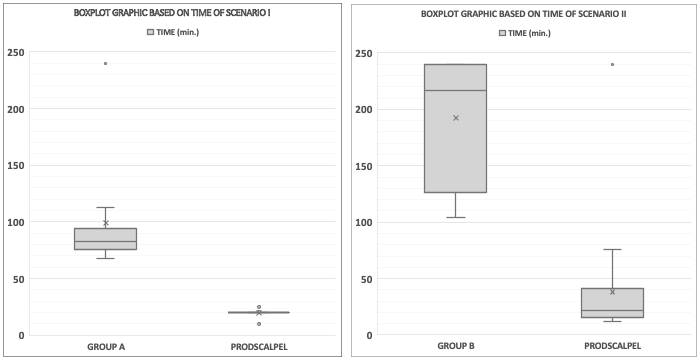 BOXPLOT GRAPHIC BASED ON TIME OF SCENARIO I
TIME (min.)
250
200
150
100
50
0
GROUP A
PRODSCALPEL
BOXPLOT GRAPHIC BASED ON TIME OF SCENARIO II
TIME (min.)
250
200
150
100
50
0
GROUP B
PRODSCALPEL